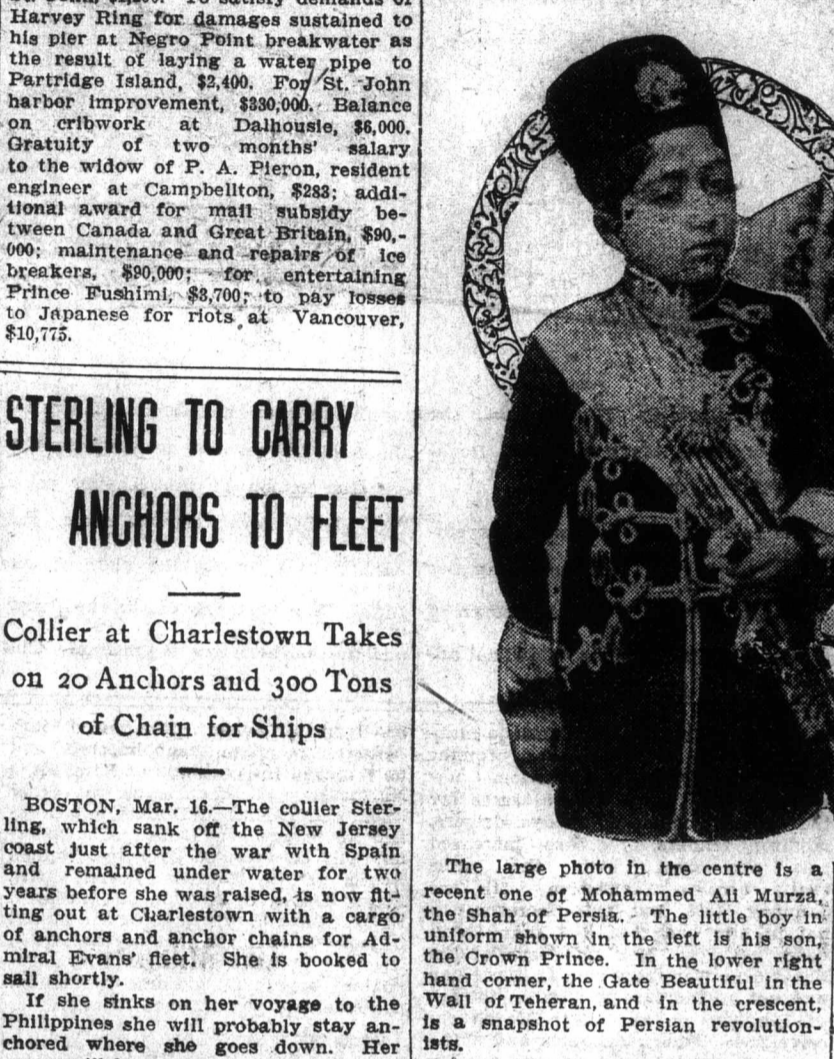 Harvey Ring for damages sustained to
his pier at Negro Point breakwater as
the result of laying a water pipe to
Partridge Island, $2,400. For St. John
harbor improvement, $330,000. Balance
on cribwork at Dalhousie, $6,000.
Gratuity of two months' salary
to the widow of P. A. Pieron, resident
engineer at Campbellton, $283; addi-
tional award for mail subsidy be-
tween Canada and Great Britain, $90,-
000; maintenance and repairs of ice
breakers, $90,000; for entertaining
Prince Fushimi, $3,700; to pay losses
to Japanese for riots at Vancouver,
$10,775.
STERLING TO CARRY
ANCHORS TO FLEET
Collier at Charlestown Takes
on 20 Anchors and 300 Tons
of Chain for Ships
BOSTON, Mar. 16.—The collier Ster-
ling, which sank off the New Jersey
coast just after the war with Spain
and remained under water for two
years before she was raised, is now fit-
ting out at Charlestown with a cargo
of anchors and anchor chains for Ad-
miral Evans' fleet. She is booked to
sail shortly.
If she sinks on her voyage to the
Philippines she will probably stay an-
chored where she goes down. Her
The large photo in the centre is a
recent one of Mohammed Ali Murza,
the Shah of Persia. The little boy in
uniform shown in the left is his son,
the Crown Prince. In the lower right
hand corner, the Gate Beautiful in the
Wall of Teheran, and in the crescent,
is a snapshot of Persian revolution-
ists.